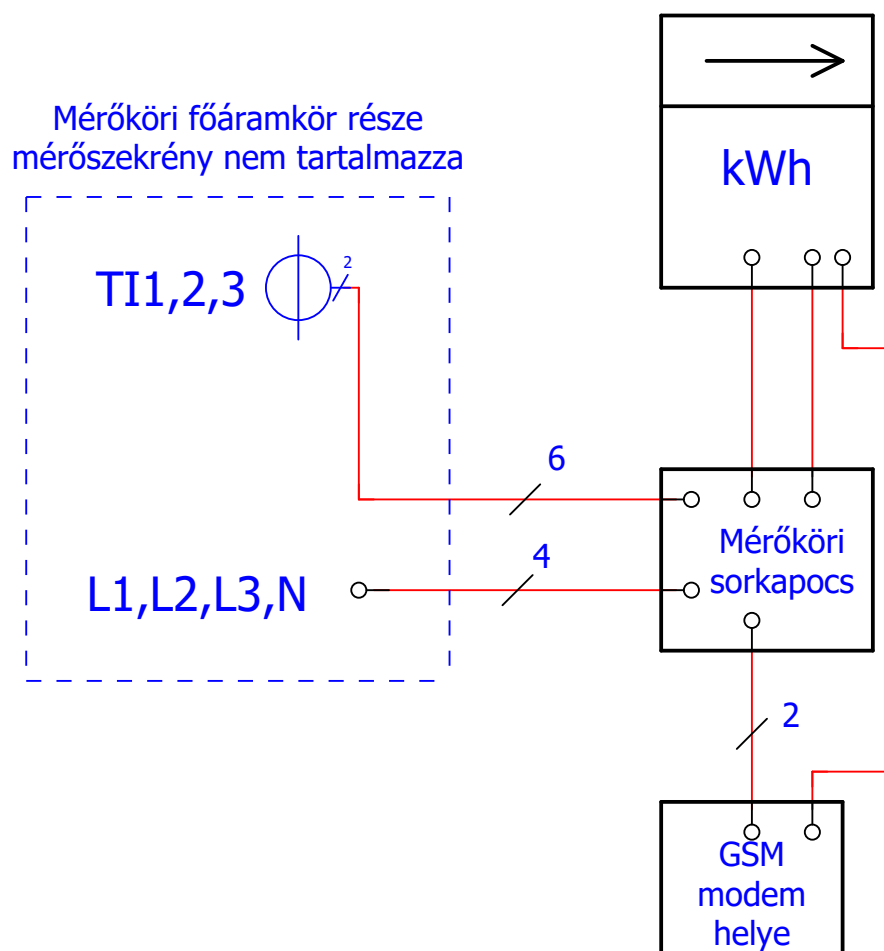 Mérőköri főáramkör része
mérőszekrény nem tartalmazza
kWh
TI1,2,3
2
6
4
L1,L2,L3,N
Mérőköri
sorkapocs
2
GSM
modem
helye